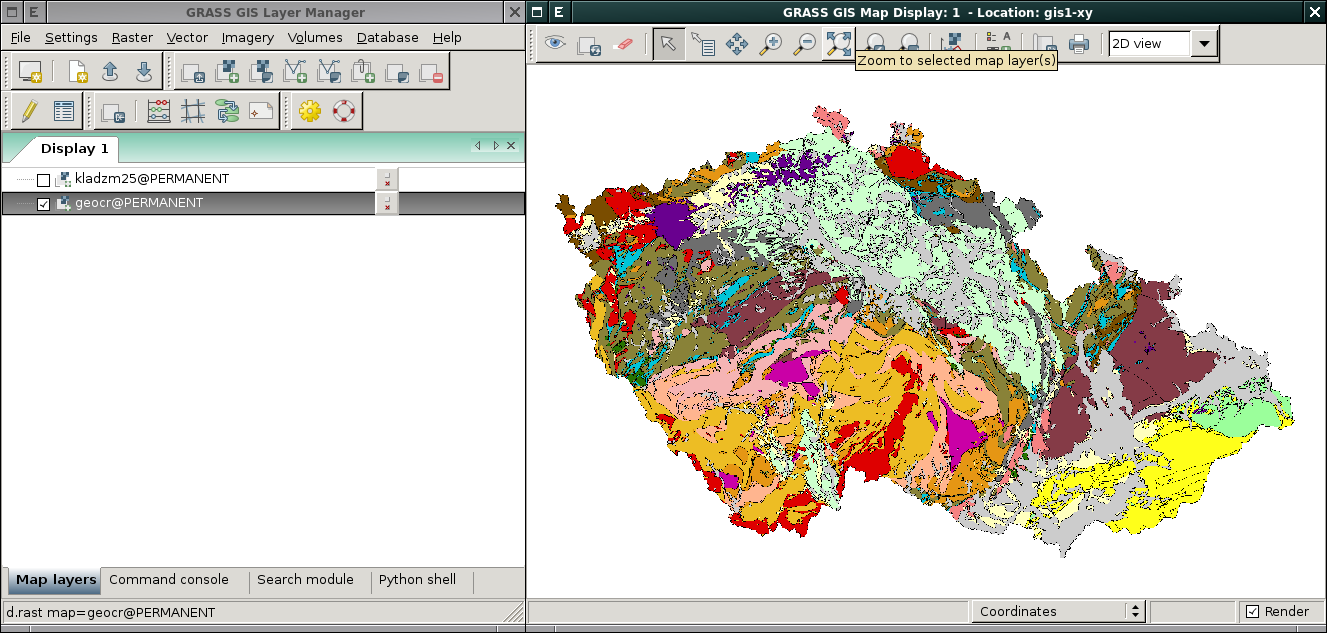 E
GRASS GIS Layer Manager
File Settings Raster Vector Imagery Volumes Database Help
Display 1
kladzm25@PERMANENT
geocr@PERMANENT
Map layers Command console Search module Python shell
d.rast map=geocr@PERMANENT
E
GRASS GIS Map Display: 1 - Location: gis1-xy
A
2D view
Zoom to selected map layer(s)
Coordinates
Render